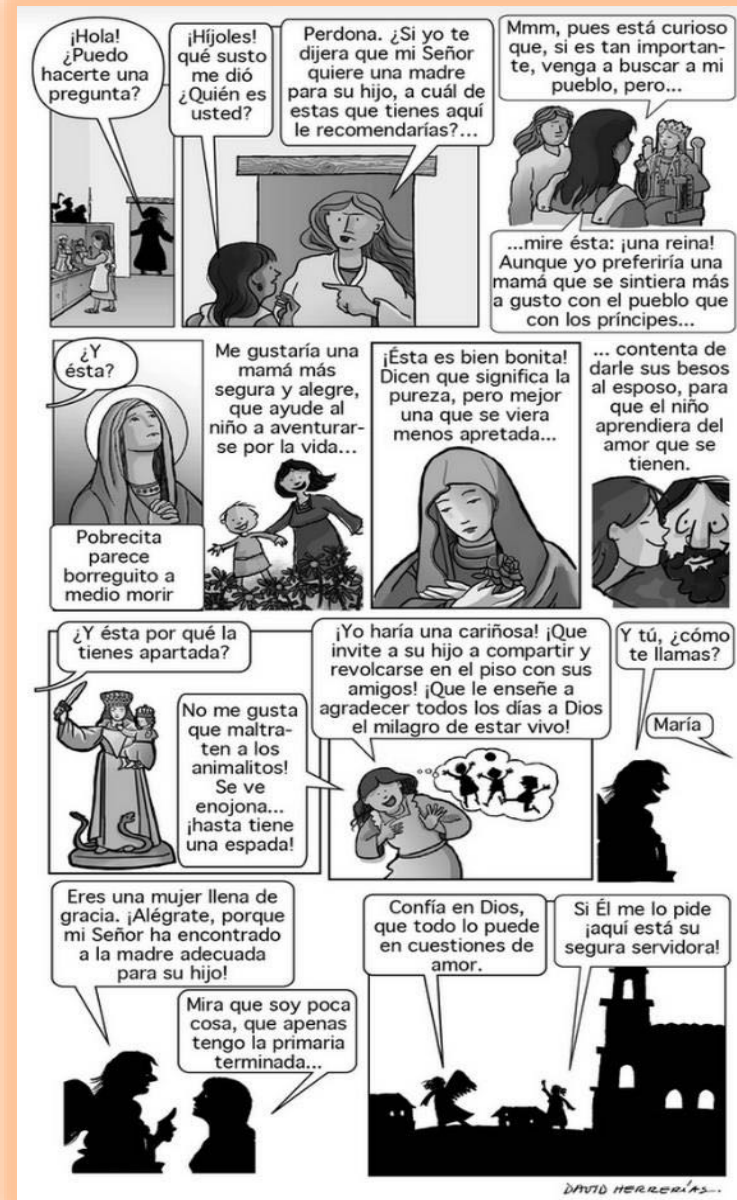 ¡Hola!
¿Puedo
hacerte una
pregunta?
¡Híjoles!
qué susto
me dió
¿Quién es
usted?
Perdona. ¿Si yo te
dijera que mi Señor
quiere una madre
para su hijo, a cuál de
estas que tienes aquí
le recomendarías?...
Mmm, pues está curioso
que, si es tan importan-
te, venga a buscar a mi
pueblo, pero...
...mire ésta: ¡una reina!
Aunque yo preferiría una
mamá que se sintiera más
a gusto con el pueblo que
con los príncipes...
¿Y
ésta?
Pobrecita
parece
borreguito a
medio morir
Me gustaría una
mamá más
segura y alegre,
que ayude al
niño a aventurar-
se por la vida...
¡Ésta es bien bonita!
Dicen que significa la
pureza, pero mejor
una que se viera
menos apretada...
... contenta de
darle sus besos
al esposo, para
que el niño
aprendiera del
amor que se
tienen.
¿Y ésta por qué la
tienes apartada?
No me gusta
que maltra-
ten a los
animalitos!
Se ve
enojona...
¡hasta tiene
una espada!
¡Yo haría una cariñosa! ¡Que
invite a su hijo a compartir y
revolcarse en el piso con sus
amigos! ¡Que le enseñe a
agradecer todos los días a Dios
el milagro de estar vivo!
Y tú, ¿cómo
te llamas?
María
Eres una mujer llena de
gracia. ¡Alégrate, porque
mi Señor ha encontrado
a la madre adecuada
para su hijo!
Mira que soy poca
cosa, que apenas
tengo la primaria
terminada...
Confía en Dios,
que todo lo puede
en cuestiones de
amor.
Si Él me lo pide
¡aquí está su
segura servidora!
DAVID HERRERÍAS.